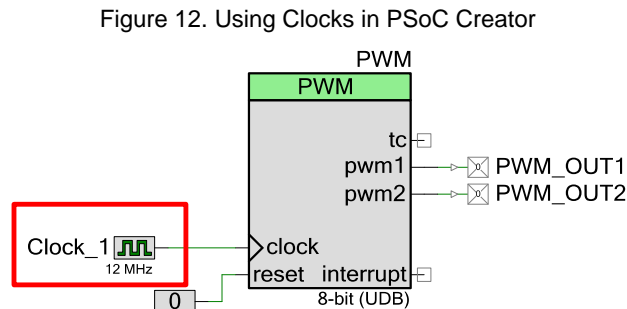 Figure 12. Using Clocks in PSoC Creator
PWM
PWM
tc
pwm1
PWM_OUT1
pwm2
PWM_OUT2
Clock_1
12 MHz
clock
reset
interrupt
0
8-bit (UDB)